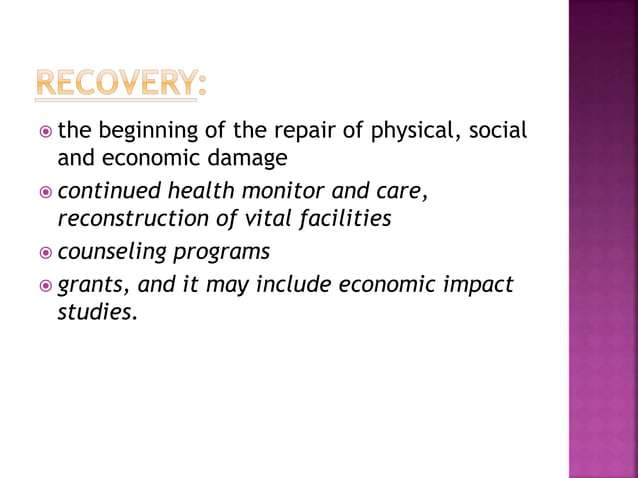 RECOVERY:
the beginning of the repair of physical, social
and economic damage
continued health monitor and care,
reconstruction of vital facilities
counseling programs
grants, and it may include economic impact
studies.